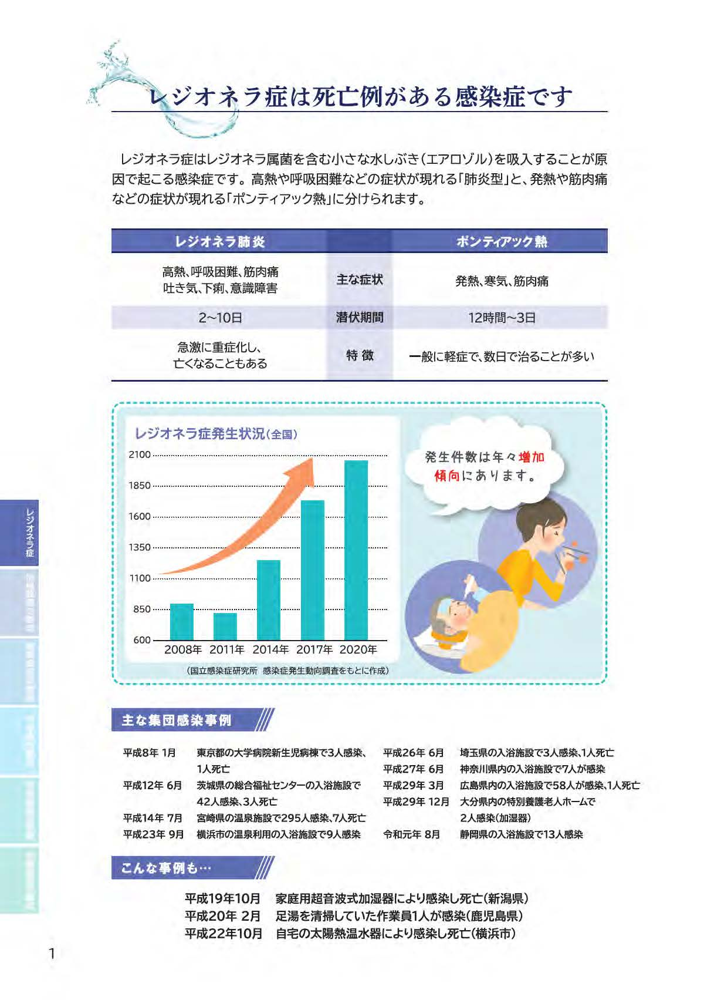 レジオネラ症は死亡例がある感染症です
レジオネラ症はレジオネラ属菌を含む小さな水しぶき(エアロゾル)を吸入することが原
因で起こる感染症です。高熱や呼吸困難などの症状が現れる「肺炎型」と、発熱や筋肉痛
などの症状が現れる「ポンティアック熱」に分けられます。
レジオネラ肺炎 ポンティアック熱
高熱、呼吸困難、筋肉痛
吐き気、下痢、意識障害
主な症状
発熱、寒気、筋肉痛
2〜10日 潜伏期間 12時間〜3日
急激に重症化し、
亡くなることもある
特 徴
一般に軽症で、数日で治ることが多い
レジオネラ症発生状況(全国)
2100
1850
1600
1350
1100
850
600
2008年 2011年 2014年 2017年 2020年
(国立感染症研究所 感染症発生動向調査をもとに作成)
発生件数は年々増加
傾向にあります。
レジオネラ症
主な集団感染事例
平成8年 1月 東京都の大学病院新生児病棟で3人感染、
1人死亡
平成12年 6月 茨城県の総合福祉センターの入浴施設で
42人感染、3人死亡
平成14年 7月 宮崎県の温泉施設で295人感染、7人死亡
平成23年 9月 横浜市の温泉利用の入浴施設で9人感染
平成26年 6月 埼玉県の入浴施設で3人感染、1人死亡
平成27年 6月 神奈川県内の入浴施設で7人が感染
平成29年 3月 広島県内の入浴施設で58人が感染、1人死亡
平成29年 12月 大分県内の特別養護老人ホームで
2人感染(加湿器)
令和元年 8月 静岡県の入浴施設で13人感染
こんな事例も…
平成19年10月 家庭用超音波式加湿器により感染し死亡(新潟県)
平成20年 2月 足湯を清掃していた作業員1人が感染(鹿児島県)
平成22年10月 自宅の太陽熱温水器により感染し死亡(横浜市)
1